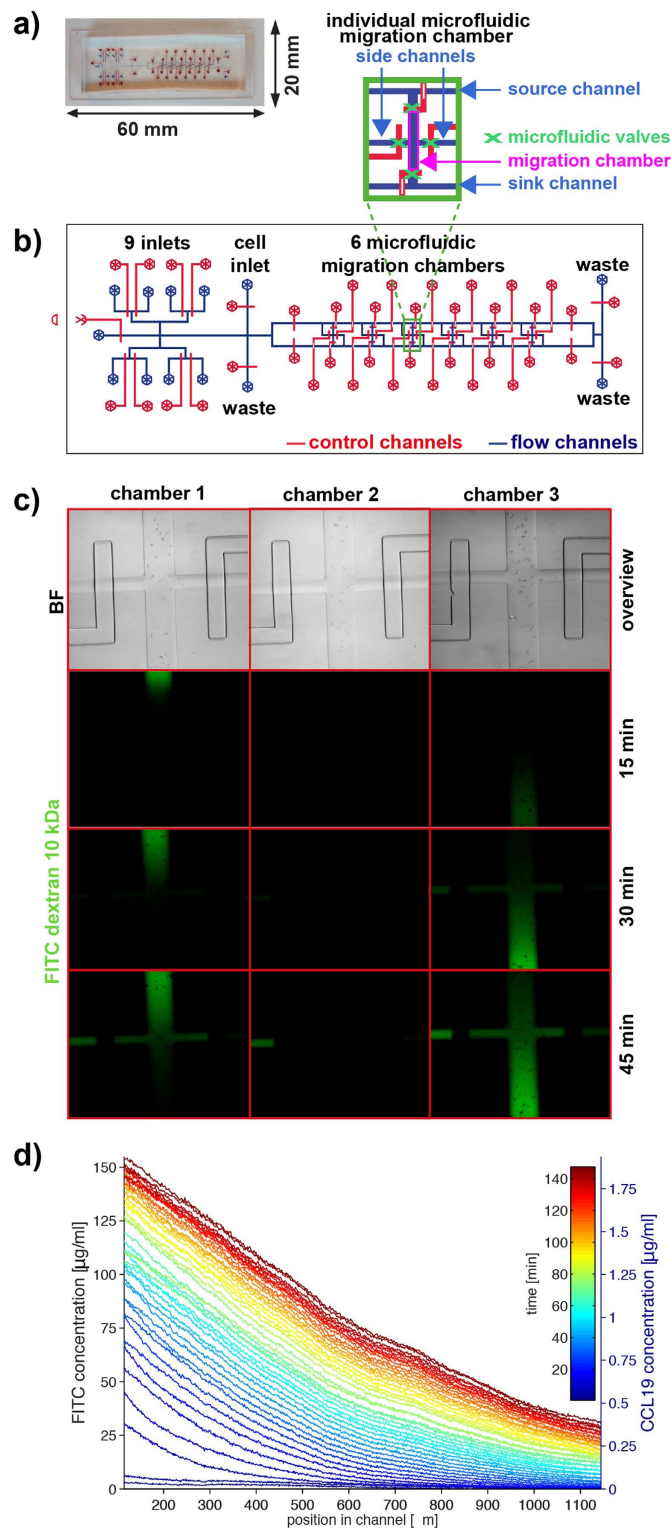 a)
60 mm
20 mm
individual microfluidic
migration chamber
side channels
source channel
microfluidic valves
migration chamber
sink channel
b)
9 inlets
cell
inlet
6 microfluidic
migration chambers
waste
waste
waste
control channels
flow channels
c)
chamber 1
chamber 2
chamber 3
BF
overview
FITC dextran 10 kDa
15 min
30 min
45 min
d)
FITC concentration [µg/ml]
150
125
100
75
50
25
0
200 300 400 500 600 700 800 900 1000 1100
position in channel [ m]
time [min]
140
120
100
80
60
40
20
1.75
1.5
1.25
1
0.75
0.5
0.25
0
CCL19 concentration [µg/ml]